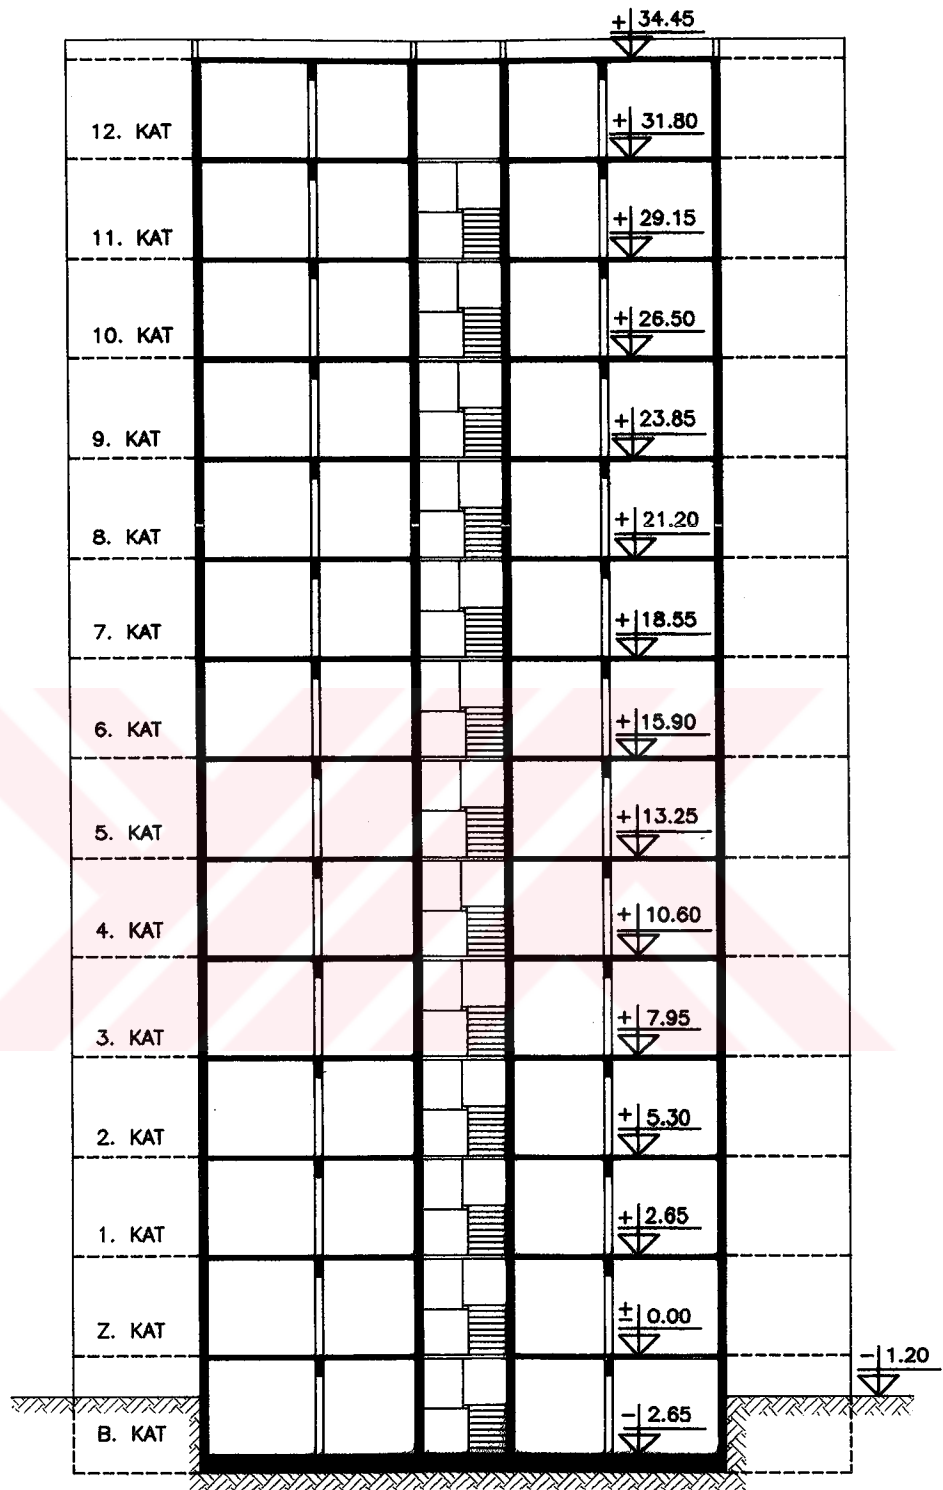 + 34.45
12. KAT
+ 31.80
11. KAT
+ 29.15
10. KAT
+ 26.50
9. KAT
+ 23.85
8. KAT
+ 21.20
7. KAT
+ 18.55
6. KAT
+ 15.90
5. KAT
+ 13.25
4. KAT
+ 10.60
3. KAT
+ 7.95
2. KAT
+ 5.30
1. KAT
+ 2.65
Z. KAT
± 0.00
- 1.20
B. KAT
- 2.65